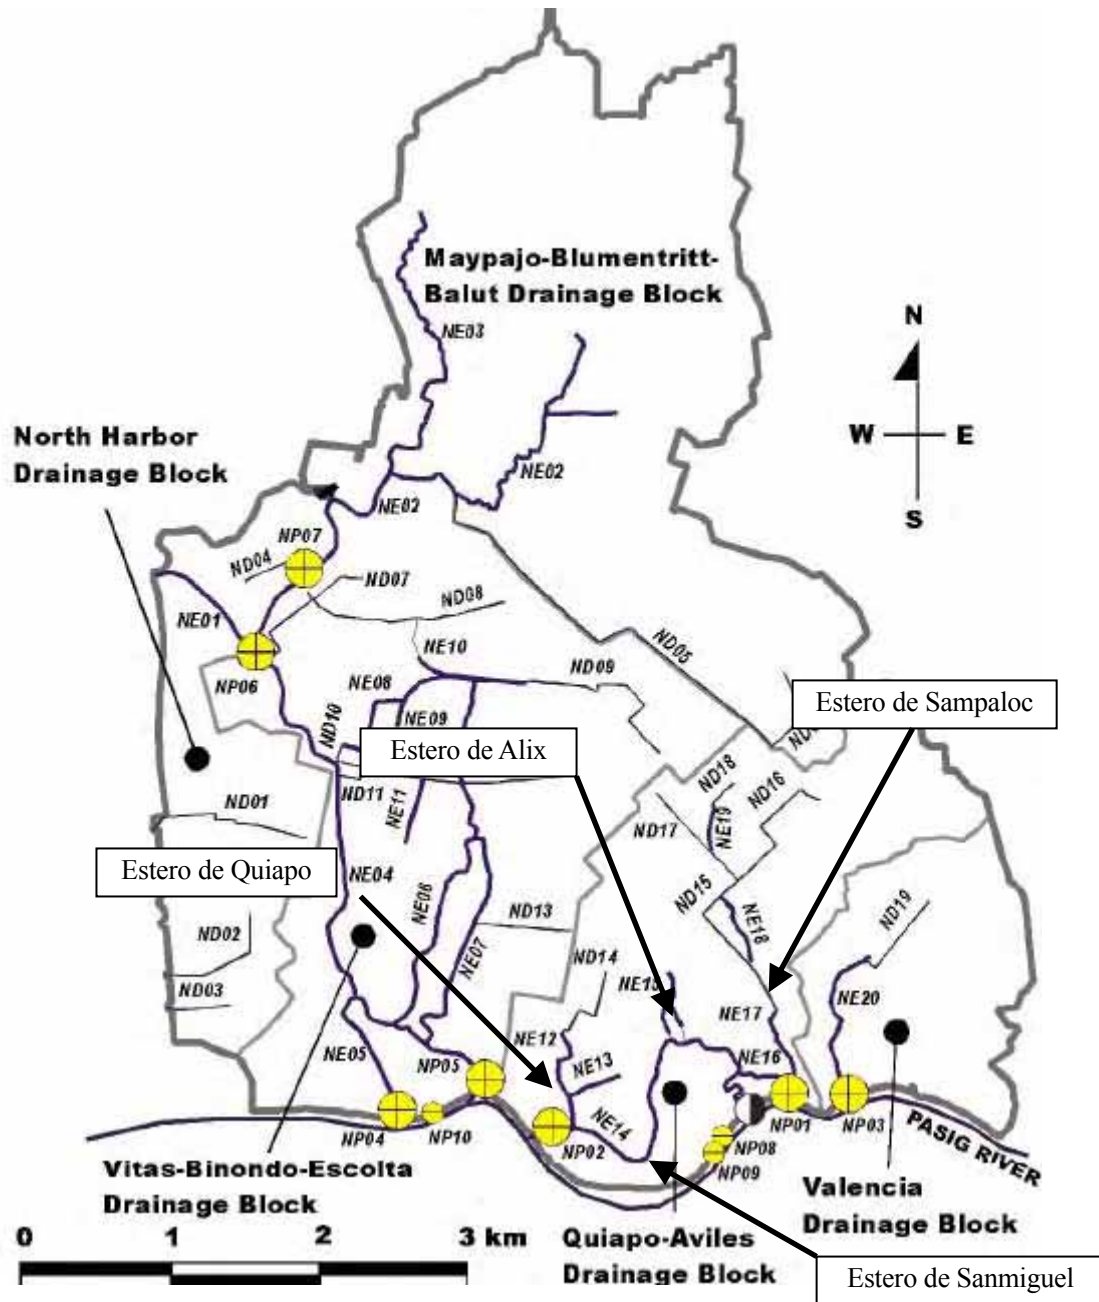 Maypajo-Blumentritt-
Balut Drainage Block
NE03
N
W
E
S
North Harbor
Drainage Block
NE02
NE02
NP07
ND04
ND07
ND08
NE01
NE10
ND05
ND09
NP06
NE08
NE09
ND10
Estero de Sampaloc
Estero de Alix
ND18
ND16
ND11
NE11
ND01
NE19
ND17
Estero de Quiapo
NE04
NE06
ND15
ND19
ND13
NE18
ND02
NE07
ND14
ND03
NE15
NE20
NE17
NE12
NE05
NP05
NE13
NE16
NE14
NP04
NP10
NP02
NP08
NP09
NP01
NP03
PASIG RIVER
Vitas-Binondo-Escolta
Drainage Block
Valencia
Drainage Block
0
1
2
3 km
Quiapo-Aviles
Drainage Block
Estero de Sanmiguel